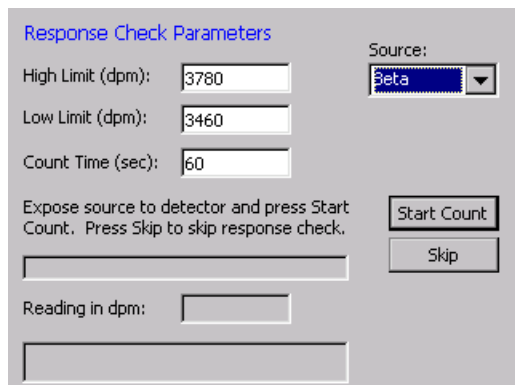 Response Check Parameters
Source:
High Limit (dpm): 3780
Beta
Low Limit (dpm): 3460
Count Time (sec): 60
Expose source to detector and press Start
Count. Press Skip to skip response check.
Start Count
Skip
Reading in dpm: